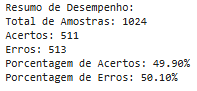 Resumo de Desempenho:
Total de Amostras: 1024
Acertos: 511
Erros: 513
Porcentagem de Acertos: 49.90%
Porcentagem de Erros: 50.10%